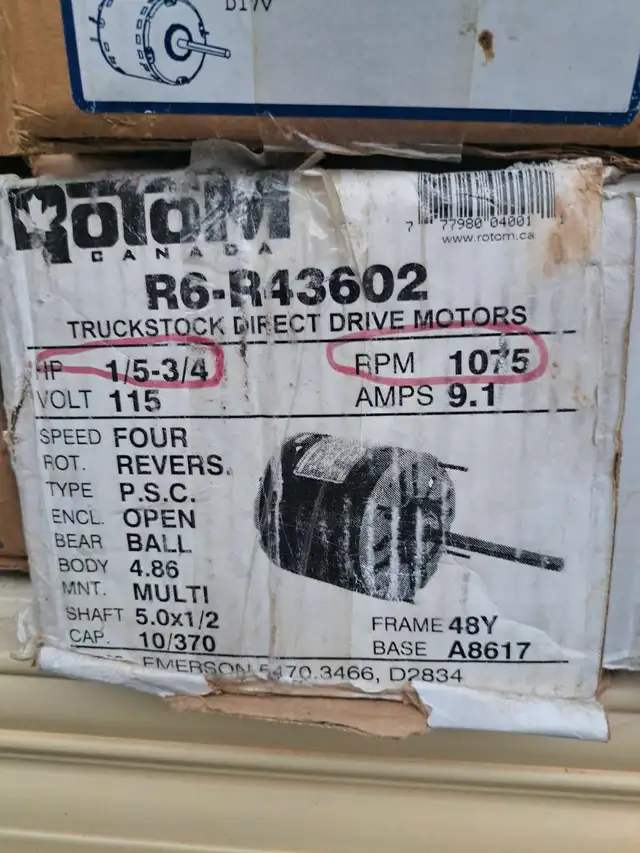 D17V
ROTOM
CANADA
7 77980 04001
www.rotom.ca
R6-R43602
TRUCKSTOCK DIRECT DRIVE MOTORS
HP 1/5-3/4 RPM 1075
VOLT 115 AMPS 9.1
SPEED FOUR
ROT. REVERS.
TYPE P.S.C.
ENCL. OPEN
BEAR BALL
BODY 4.86
MNT. MULTI
SHAFT 5.0x1/2 FRAME 48Y
CAP. 10/370 BASE A8617
EMERSON 5470.3466, D2834